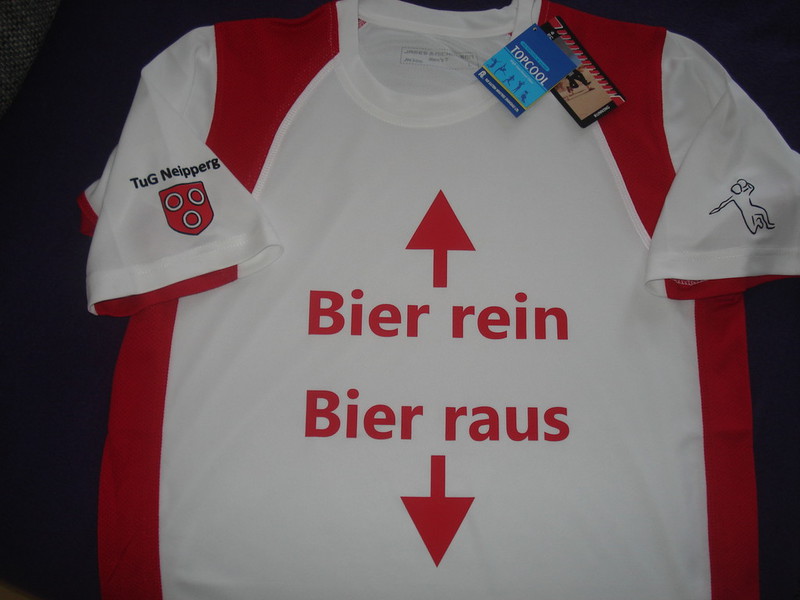 TOPCOOL
TuG Neipperg
Bier rein
Bier raus